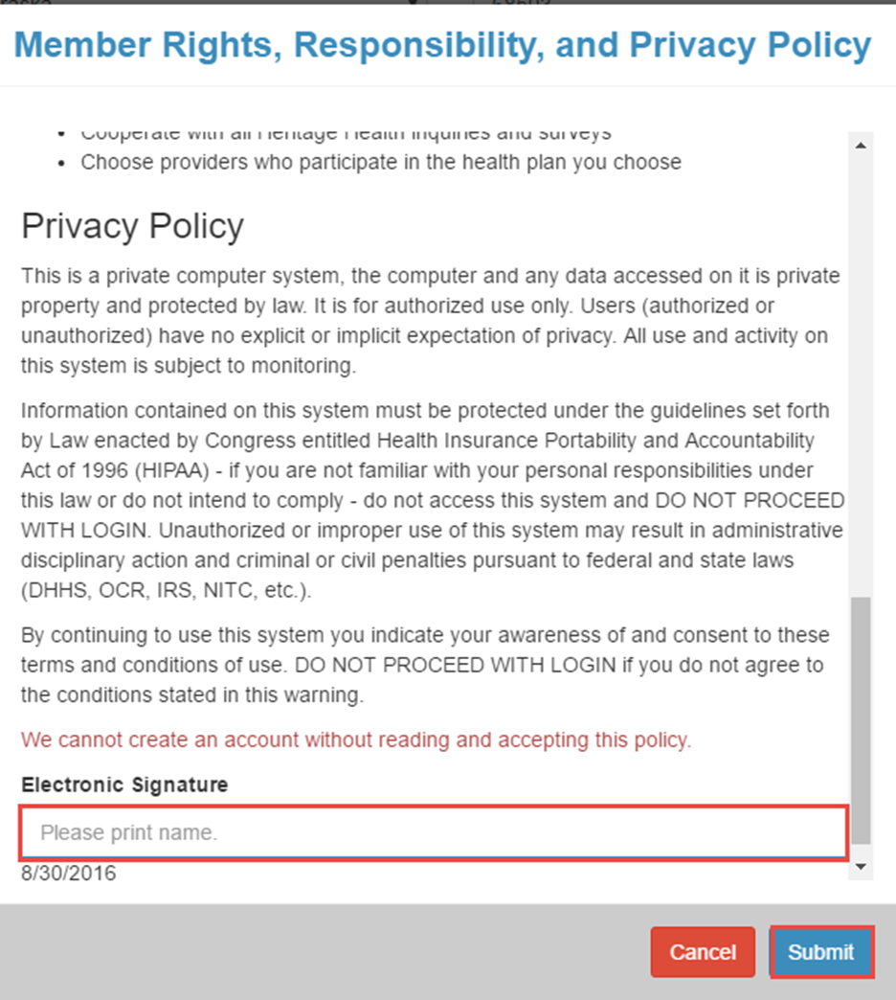 Member Rights, Responsibility, and Privacy Policy
• Cooperate with all Heritage Health inquiries and surveys
• Choose providers who participate in the health plan you choose
Privacy Policy
This is a private computer system, the computer and any data accessed on it is private
property and protected by law. It is for authorized use only. Users (authorized or
unauthorized) have no explicit or implicit expectation of privacy. All use and activity on
this system is subject to monitoring.
Information contained on this system must be protected under the guidelines set forth
by Law enacted by Congress entitled Health Insurance Portability and Accountability
Act of 1996 (HIPAA) - if you are not familiar with your personal responsibilities under
this law or do not intend to comply - do not access this system and DO NOT PROCEED
WITH LOGIN. Unauthorized or improper use of this system may result in administrative
disciplinary action and criminal or civil penalties pursuant to federal and state laws
(DHHS, OCR, IRS, NITC, etc.).
By continuing to use this system you indicate your awareness of and consent to these
terms and conditions of use. DO NOT PROCEED WITH LOGIN if you do not agree to
the conditions stated in this warning.
We cannot create an account without reading and accepting this policy.
Electronic Signature
Please print name.
8/30/2016
Cancel Submit